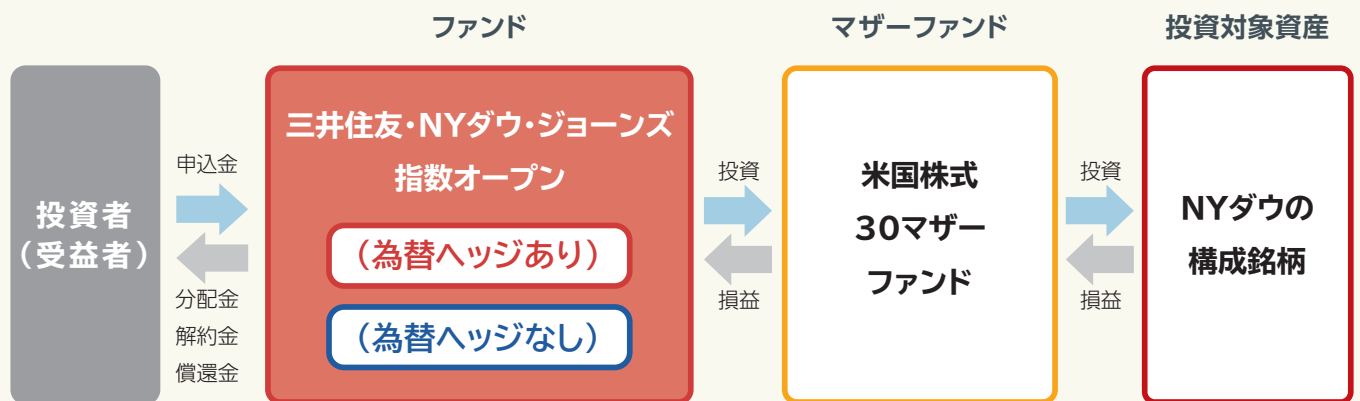 ファンド
マザーファンド
投資対象資産
投資者
（受益者）
申込金
分配金
解約金
償還金
三井住友・NYダウ・ジョーンズ
指数オープン
（為替ヘッジあり）
（為替ヘッジなし）
投資
損益
米国株式
30マザー
ファンド
投資
損益
NYダウの
構成銘柄